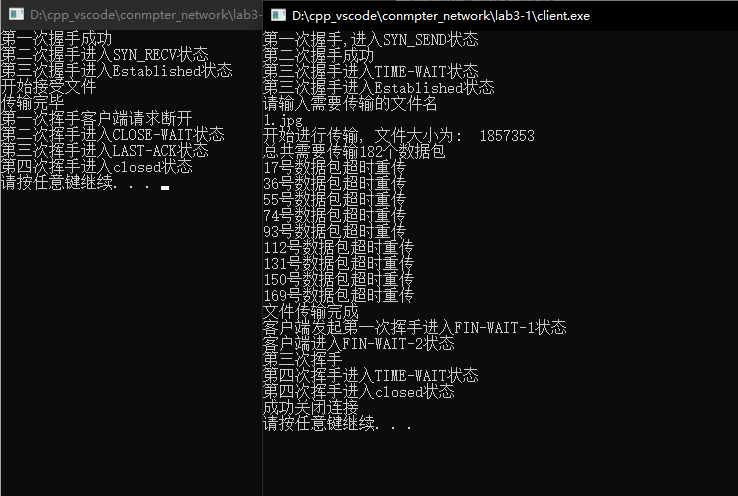 D:\cpp_vscode\conmpter_network\lab3-
第一次握手成功
第二次握手进入SYN_RECV状态
第三次握手进入Established状态
开始接受文件
传输完毕
第一次挥手客户端请求断开
第二次挥手进入CLOSE-WAIT状态
第三次挥手进入LAST-ACK状态
第四次挥手进入closed状态
请按任意键继续. . .
D:\cpp_vscode\conmpter_network\lab3-1\client.exe
第一次握手,进入SYN_SEND状态
第二次握手成功
第三次握手进入TIME-WAIT状态
第三次握手进入Established状态
请输入需要传输的文件名
1.jpg
开始进行传输, 文件大小为:  1857353
总共需要传输182个数据包
17号数据包超时重传
36号数据包超时重传
55号数据包超时重传
74号数据包超时重传
93号数据包超时重传
112号数据包超时重传
131号数据包超时重传
150号数据包超时重传
169号数据包超时重传
文件传输完成
客户端发起第一次挥手进入FIN-WAIT-1状态
客户端进入FIN-WAIT-2状态
第三次挥手
第四次挥手进入TIME-WAIT状态
第四次挥手进入closed状态
成功关闭连接
请按任意键继续. . .